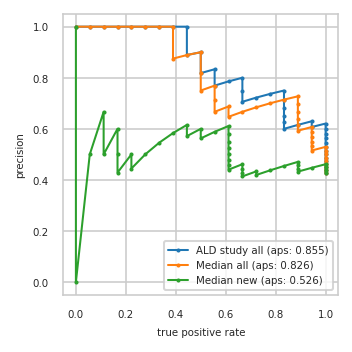 1.0
0.8
0.6
0.4
0.2
0.0
precision
ALD study all (aps: 0.855)
Median all (aps: 0.826)
Median new (aps: 0.526)
0.0 0.2 0.4 0.6 0.8 1.0
true positive rate